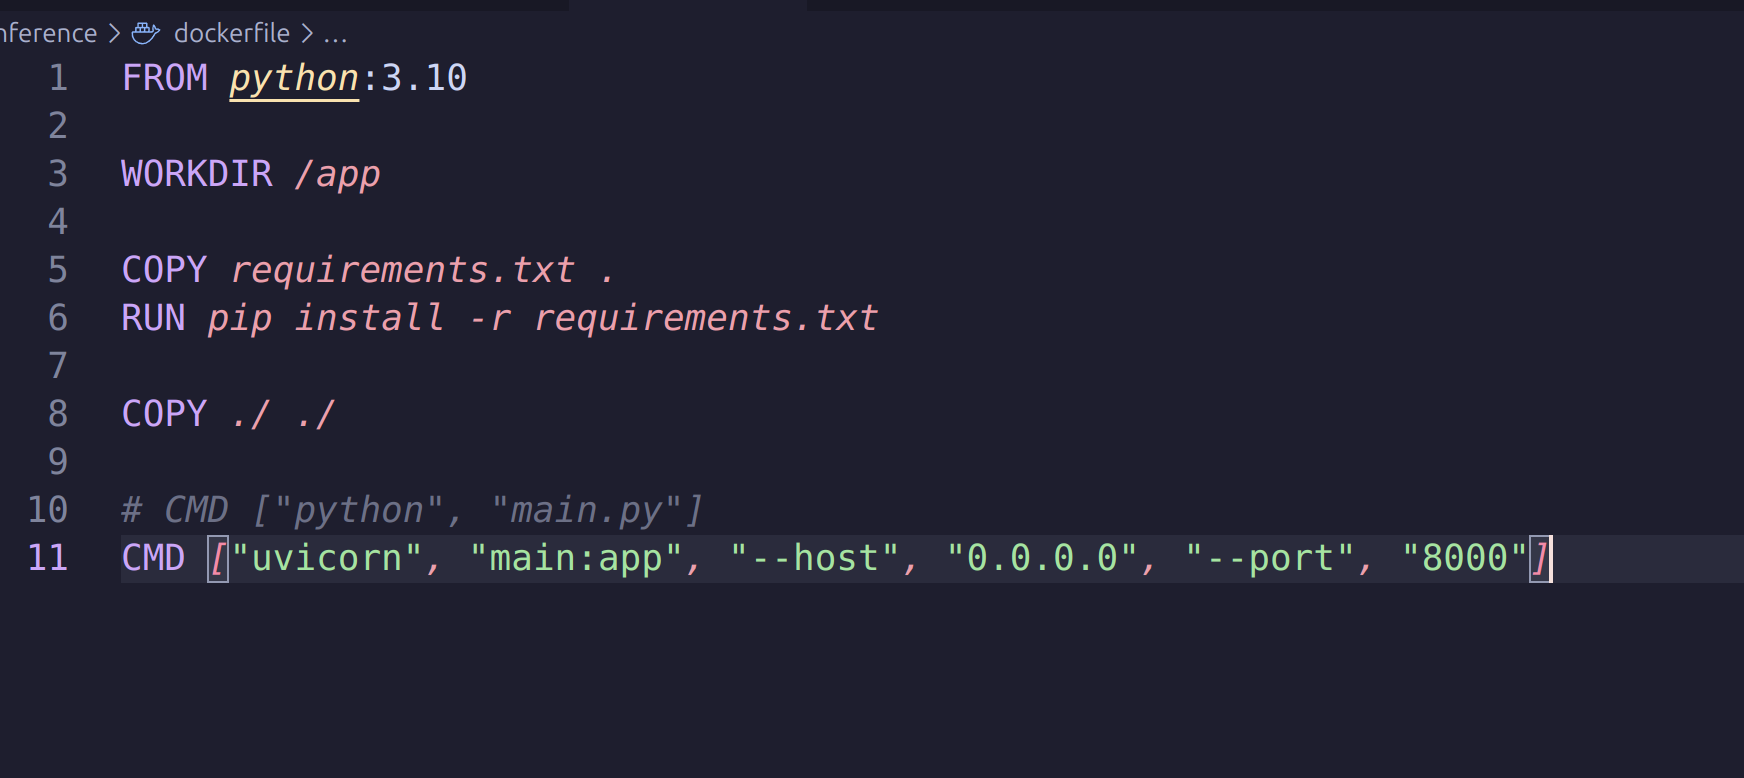 nference > dockerfile > ...
1 FROM python:3.10
2
3 WORKDIR /app
4
5 COPY requirements.txt .
6 RUN pip install -r requirements.txt
7
8 COPY ./ ./
9
10 # CMD ["python", "main.py"]
11 CMD ["uvicorn", "main:app", "--host", "0.0.0.0", "--port", "8000"]